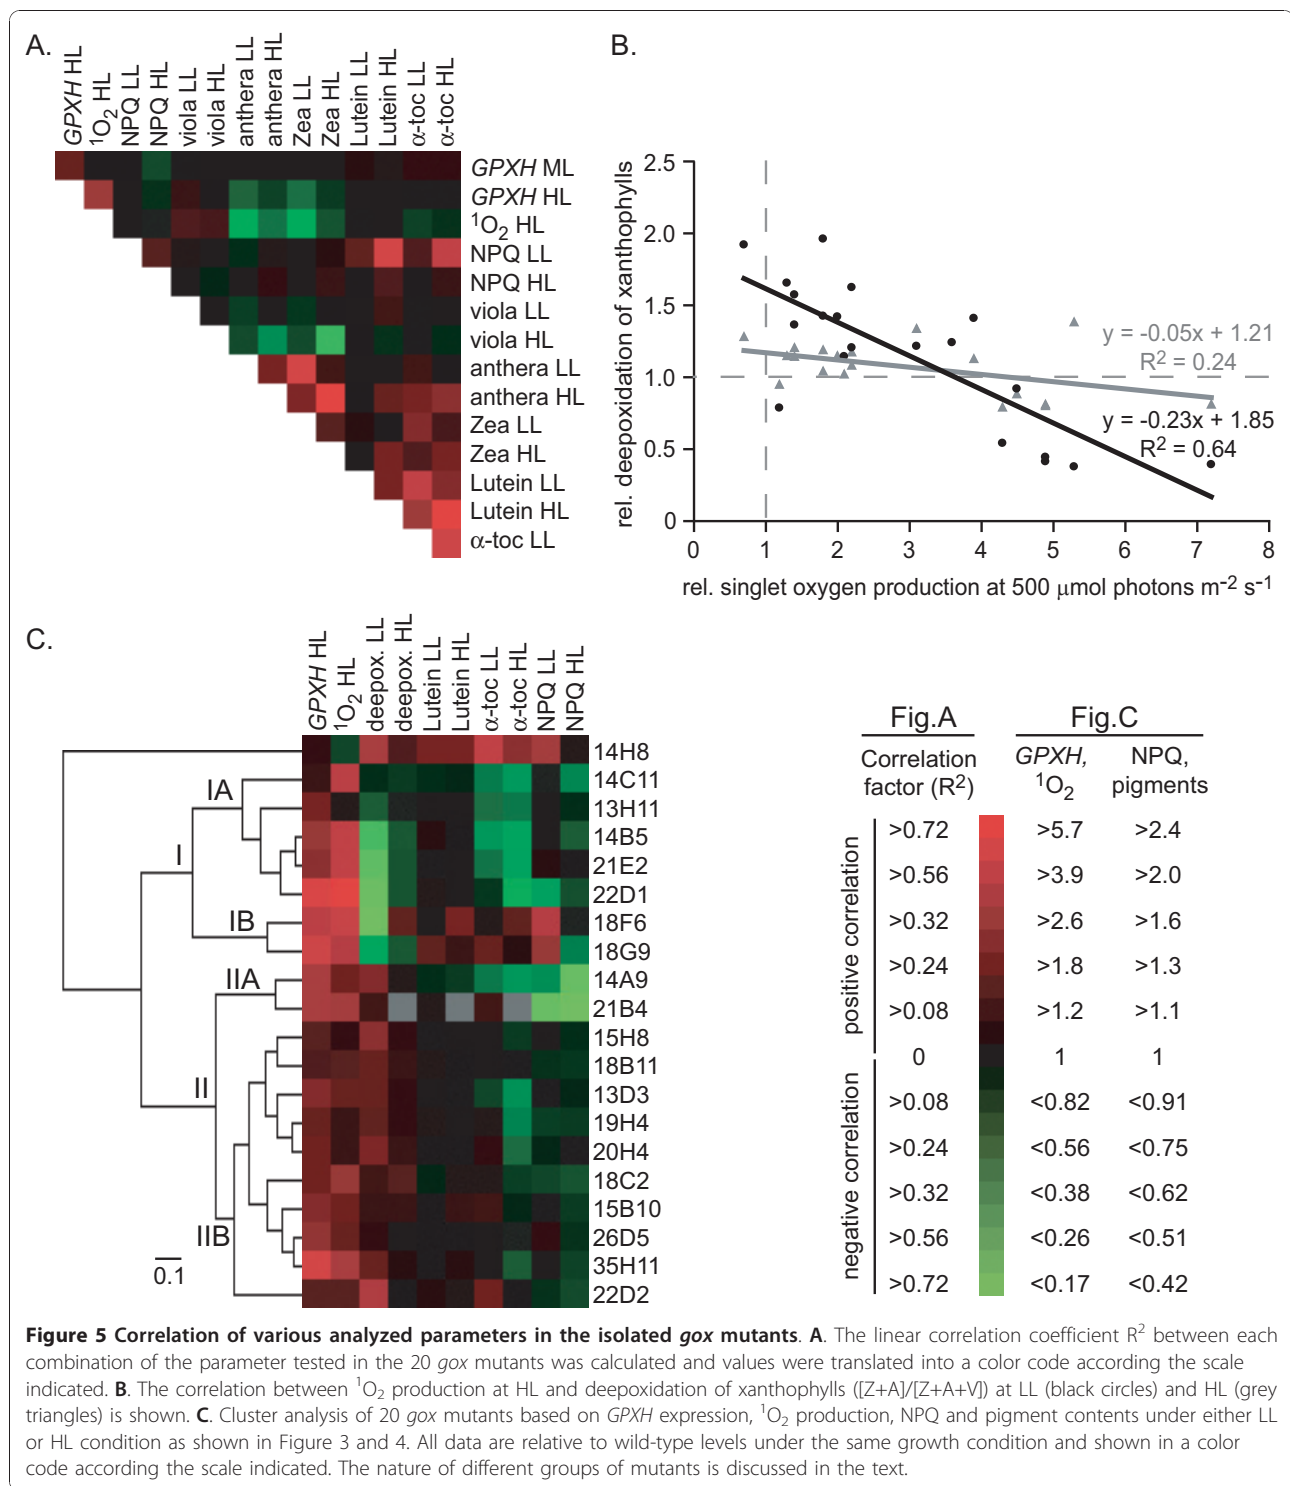 A.
GPXH HL
¹O₂ HL
NPQ LL
NPQ HL
viola LL
viola HL
anthera LL
anthera HL
Zea LL
Zea HL
Lutein LL
Lutein HL
α-toc LL
α-toc HL
GPXH ML
GPXH HL
¹O₂ HL
NPQ LL
NPQ HL
viola LL
viola HL
anthera LL
anthera HL
Zea LL
Zea HL
Lutein LL
Lutein HL
α-toc LL
B.
rel. deepoxidation of xanthophylls
2.5
2.0
1.5
1.0
0.5
0
y = -0.05x + 1.21
R² = 0.24
y = -0.23x + 1.85
R² = 0.64
0 1 2 3 4 5 6 7 8
rel. singlet oxygen production at 500 μmol photons m⁻² s⁻¹
C.
GPXH HL
¹O₂ HL
deepox. LL
deepox. HL
Lutein LL
Lutein HL
α-toc LL
α-toc HL
NPQ LL
NPQ HL
I
IA
IB
II
IIA
IIB
0.1
14H8
14C11
13H11
14B5
21E2
22D1
18F6
18G9
14A9
21B4
15H8
18B11
13D3
19H4
20H4
18C2
15B10
26D5
35H11
22D2
Fig.A Fig.C
Correlation factor (R²)
GPXH, ¹O₂
NPQ, pigments
positive correlation
negative correlation
>0.72 >5.7 >2.4
>0.56 >3.9 >2.0
>0.32 >2.6 >1.6
>0.24 >1.8 >1.3
>0.08 >1.2 >1.1
0 1 1
>0.08 <0.82 <0.91
>0.24 <0.56 <0.75
>0.32 <0.38 <0.62
>0.56 <0.26 <0.51
>0.72 <0.17 <0.42
Figure 5 Correlation of various analyzed parameters in the isolated gox mutants. A. The linear correlation coefficient R² between each
combination of the parameter tested in the 20 gox mutants was calculated and values were translated into a color code according the scale
indicated. B. The correlation between ¹O₂ production at HL and deepoxidation of xanthophylls ([Z+A]/[Z+A+V]) at LL (black circles) and HL (grey
triangles) is shown. C. Cluster analysis of 20 gox mutants based on GPXH expression, ¹O₂ production, NPQ and pigment contents under either LL
or HL condition as shown in Figure 3 and 4. All data are relative to wild-type levels under the same growth condition and shown in a color
code according the scale indicated. The nature of different groups of mutants is discussed in the text.